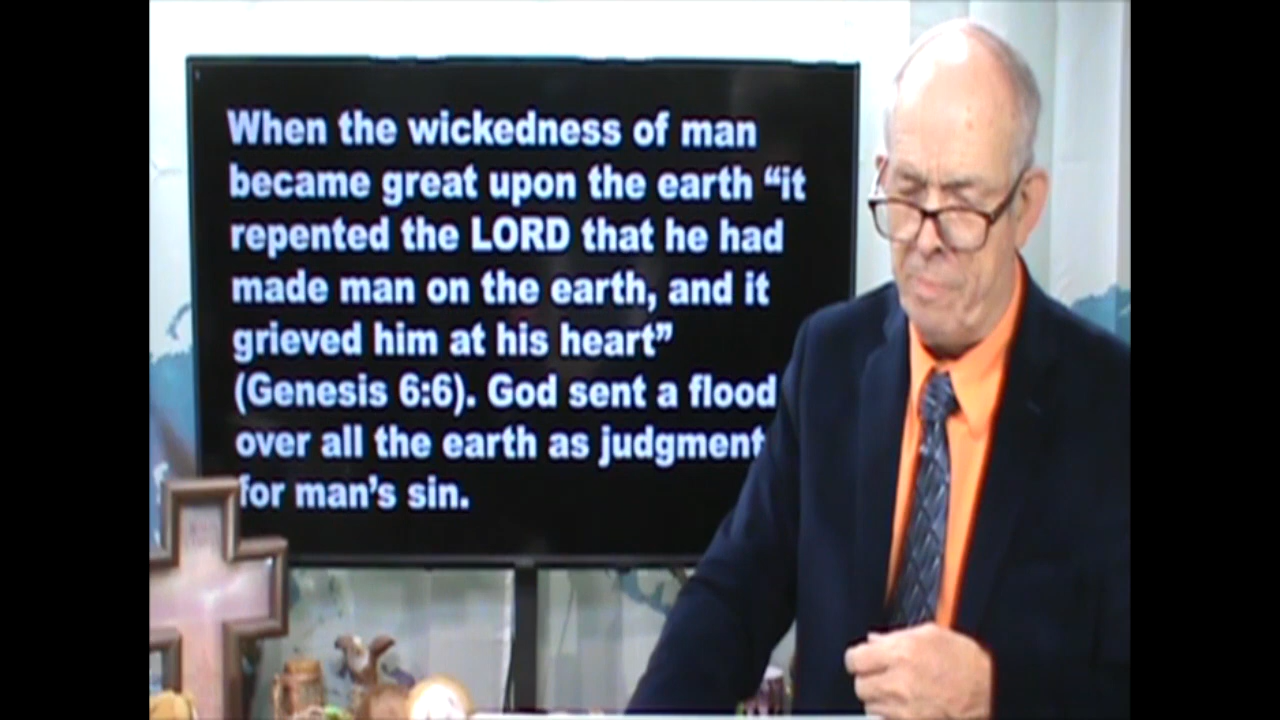 When the wickedness of man
became great upon the earth “it
repented the LORD that he had
made man on the earth, and it
grieved him at his heart”
(Genesis 6:6). God sent a flood
over all the earth as judgment
for man’s sin.